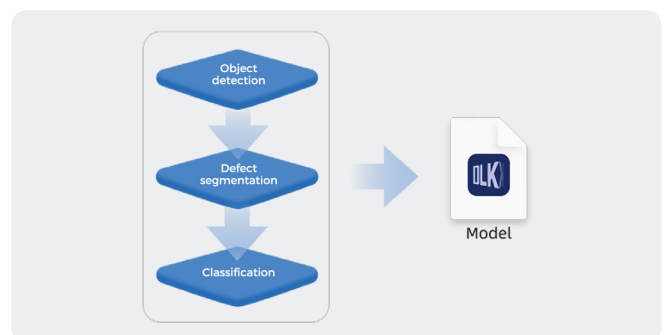 Object
detection
Defect
segmentation
Classification
DLK
Model